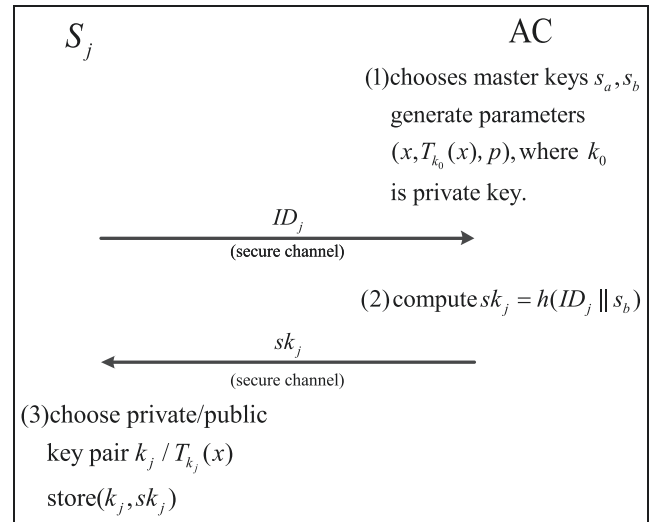 S_j
AC
(1)chooses master keys s_a,s_b
generate parameters
(x,T_{k_0}(x), p),where k_0
is private key.
ID_j
(secure channel)
(2)compute sk_j = h(ID_j || s_b)
sk_j
(secure channel)
(3)choose private/public
key pair k_j / T_{k_j}(x)
store(k_j,sk_j)